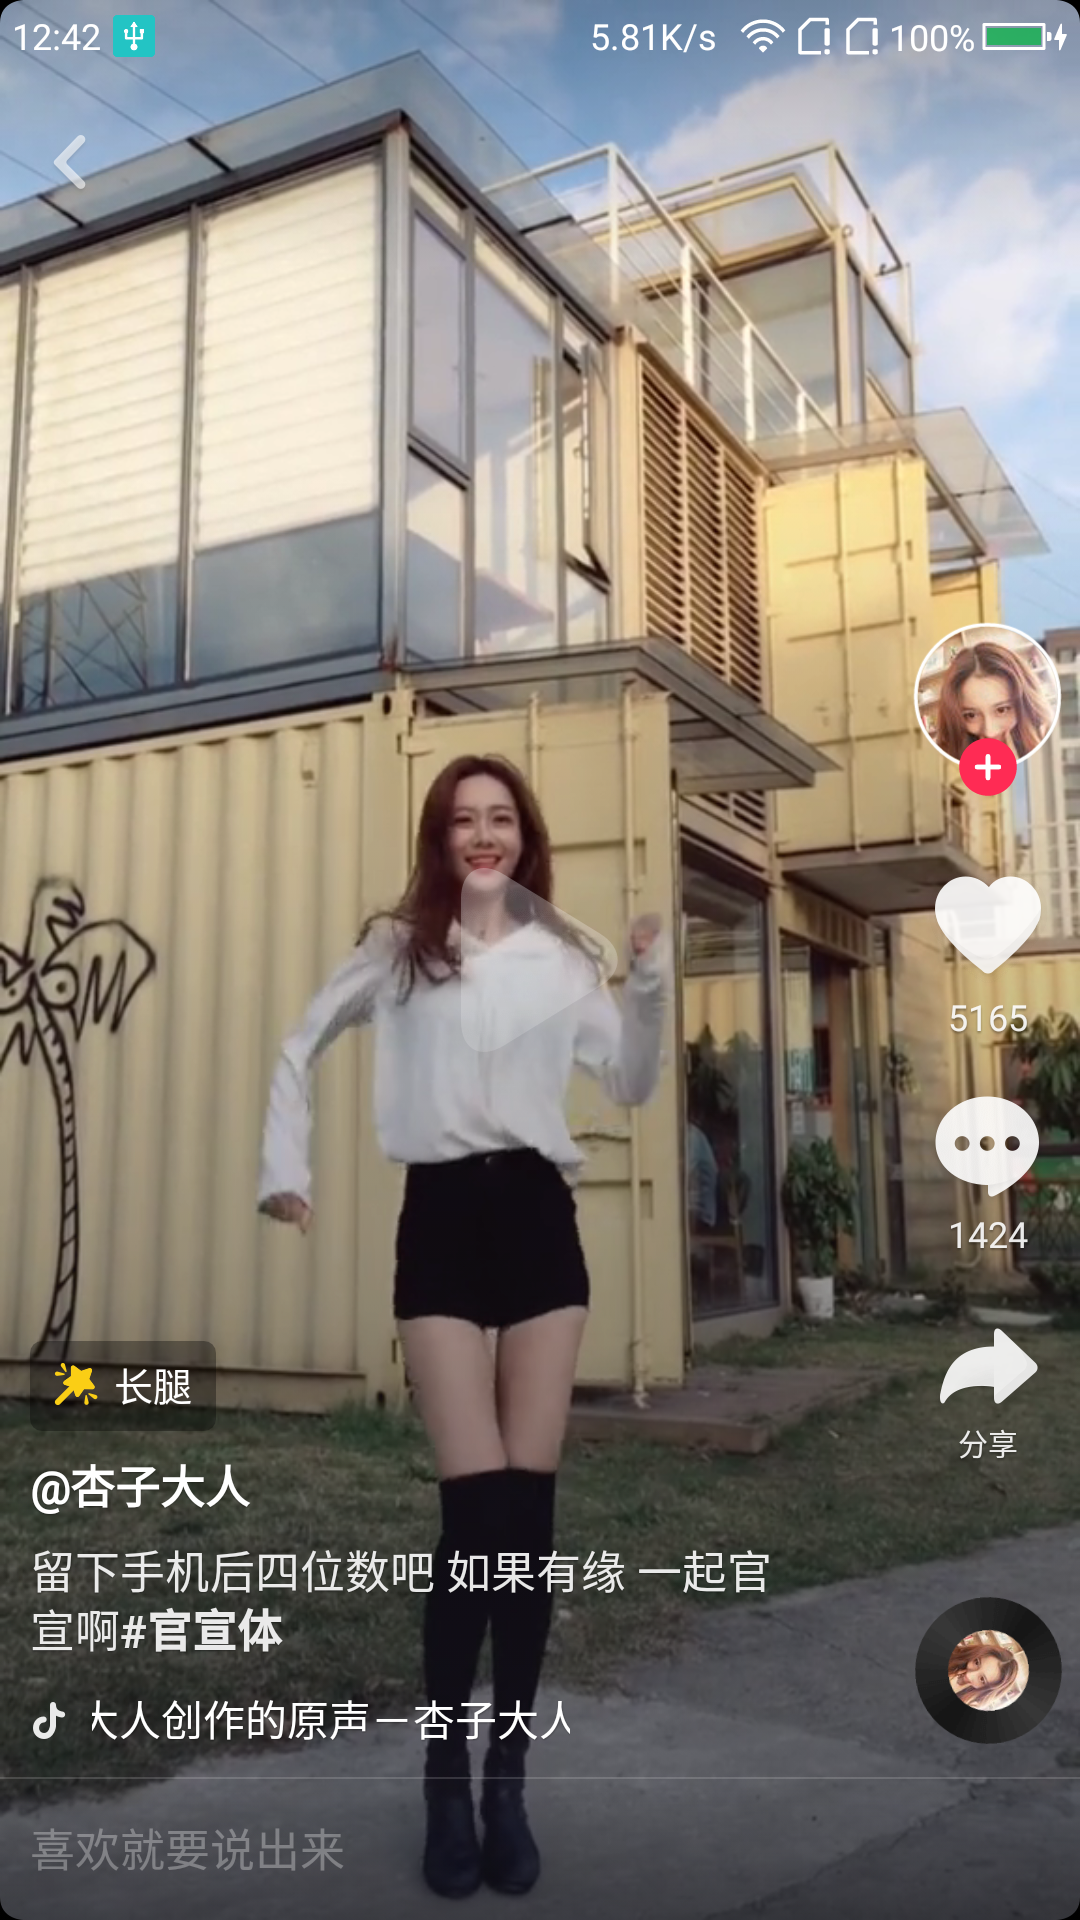 12:42
5.81K/s
100%
5165
1424
分享
长腿
@杏子大人
留下手机后四位数吧 如果有缘 一起官
宣啊#官宣体
大人创作的原声－杏子大人
喜欢就要说出来